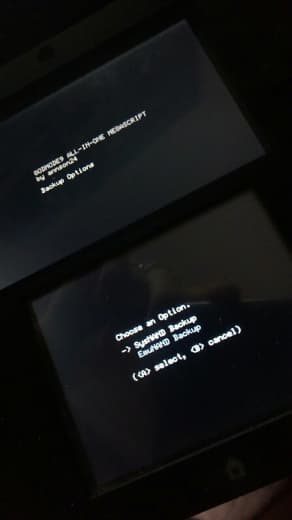 GODMODE9 ALL-IN-ONE MEGASCRIPT
by annson24
Backup Options
Choose an Option.
-> SysNAND Backup
EmuNAND Backup
(<A> select, <B> cancel)